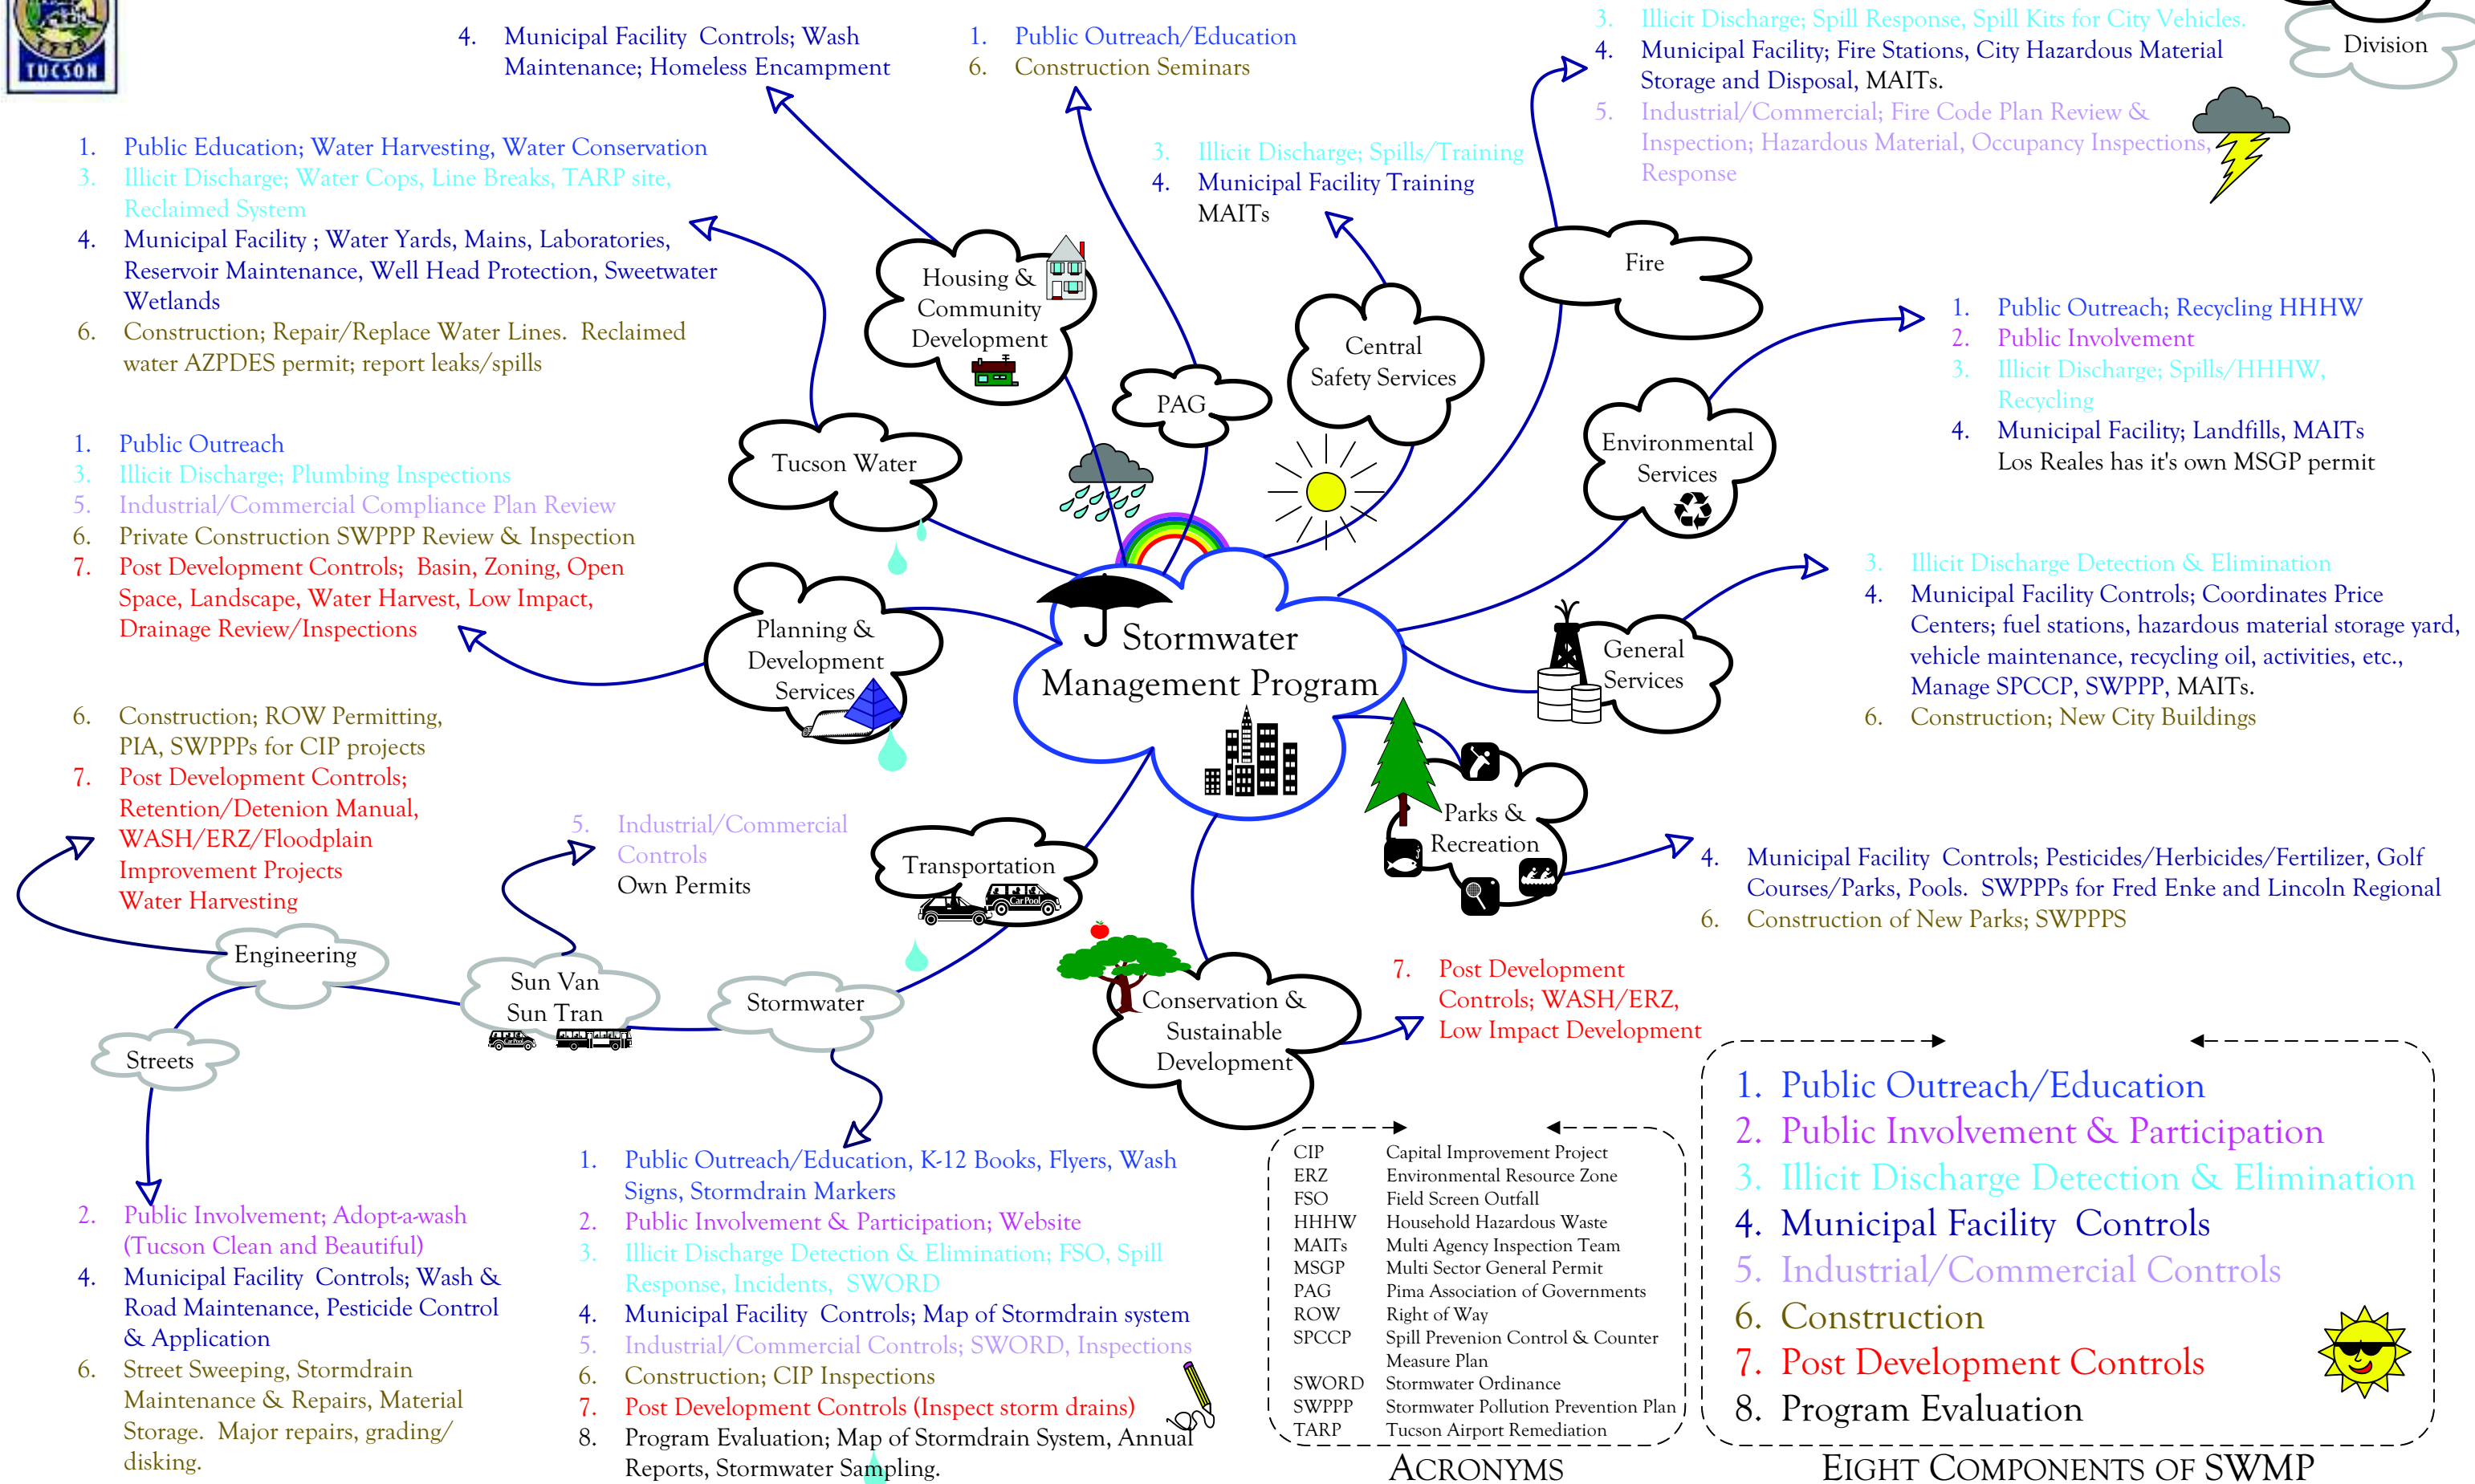 TUCSON
4. Municipal Facility Controls; Wash
Maintenance; Homeless Encampment
1. Public Outreach/Education
6. Construction Seminars
3. Illicit Discharge; Spill Response, Spill Kits for City Vehicles.
4. Municipal Facility; Fire Stations, City Hazardous Material
Storage and Disposal, MAITs.
5. Industrial/Commercial; Fire Code Plan Review &
Inspection; Hazardous Material, Occupancy Inspections,
Response
Division
1. Public Education; Water Harvesting, Water Conservation
3. Illicit Discharge; Water Cops, Line Breaks, TARP site,
Reclaimed System
4. Municipal Facility ; Water Yards, Mains, Laboratories,
Reservoir Maintenance, Well Head Protection, Sweetwater
Wetlands
6. Construction; Repair/Replace Water Lines. Reclaimed
water AZPDES permit; report leaks/spills
3. Illicit Discharge; Spills/Training
4. Municipal Facility Training
MAITs
Housing &
Community
Development
PAG
Central
Safety Services
Fire
1. Public Outreach; Recycling HHHW
2. Public Involvement
3. Illicit Discharge; Spills/HHHW,
Recycling
4. Municipal Facility; Landfills, MAITs
Los Reales has it's own MSGP permit
Tucson Water
Environmental
Services
1. Public Outreach
3. Illicit Discharge; Plumbing Inspections
5. Industrial/Commercial Compliance Plan Review
6. Private Construction SWPPP Review & Inspection
7. Post Development Controls; Basin, Zoning, Open
Space, Landscape, Water Harvest, Low Impact,
Drainage Review/Inspections
Planning &
Development
Services
Stormwater
Management Program
General
Services
3. Illicit Discharge Detection & Elimination
4. Municipal Facility Controls; Coordinates Price
Centers; fuel stations, hazardous material storage yard,
vehicle maintenance, recycling oil, activities, etc.,
Manage SPCCP, SWPPP, MAITs.
6. Construction; New City Buildings
6. Construction; ROW Permitting,
PIA, SWPPPs for CIP projects
7. Post Development Controls;
Retention/Detenion Manual,
WASH/ERZ/Floodplain
Improvement Projects
Water Harvesting
5. Industrial/Commercial
Controls
Own Permits
Transportation
Car Pool
Parks &
Recreation
4. Municipal Facility Controls; Pesticides/Herbicides/Fertilizer, Golf
Courses/Parks, Pools. SWPPPs for Fred Enke and Lincoln Regional
6. Construction of New Parks; SWPPPS
Engineering
Sun Van
Sun Tran
Car Pool
Stormwater
Streets
Conservation &
Sustainable
Development
7. Post Development
Controls; WASH/ERZ,
Low Impact Development
2. Public Involvement; Adopt-a-wash
(Tucson Clean and Beautiful)
4. Municipal Facility Controls; Wash &
Road Maintenance, Pesticide Control
& Application
6. Street Sweeping, Stormdrain
Maintenance & Repairs, Material
Storage. Major repairs, grading/
disking.
1. Public Outreach/Education, K-12 Books, Flyers, Wash
Signs, Stormdrain Markers
2. Public Involvement & Participation; Website
3. Illicit Discharge Detection & Elimination; FSO, Spill
Response, Incidents, SWORD
4. Municipal Facility Controls; Map of Stormdrain system
5. Industrial/Commercial Controls; SWORD, Inspections
6. Construction; CIP Inspections
7. Post Development Controls (Inspect storm drains)
8. Program Evaluation; Map of Stormdrain System, Annual
Reports, Stormwater Sampling.
CIP Capital Improvement Project
ERZ Environmental Resource Zone
FSO Field Screen Outfall
HHHW Household Hazardous Waste
MAITs Multi Agency Inspection Team
MSGP Multi Sector General Permit
PAG Pima Association of Governments
ROW Right of Way
SPCCP Spill Prevenion Control & Counter
Measure Plan
SWORD Stormwater Ordinance
SWPPP Stormwater Pollution Prevention Plan
TARP Tucson Airport Remediation
ACRONYMS
1. Public Outreach/Education
2. Public Involvement & Participation
3. Illicit Discharge Detection & Elimination
4. Municipal Facility Controls
5. Industrial/Commercial Controls
6. Construction
7. Post Development Controls
8. Program Evaluation
EIGHT COMPONENTS OF SWMP